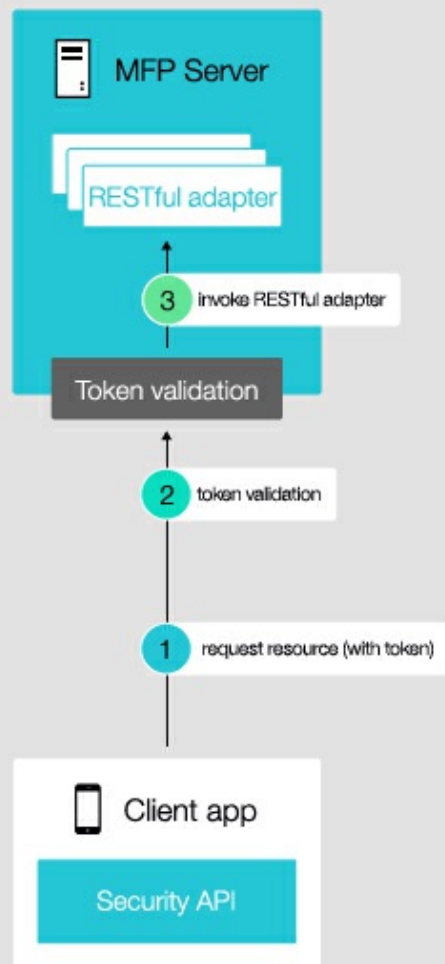 MFP Server
RESTful adapter
3 invoke RESTful adapter
Token validation
2 token validation
1 request resource (with token)
Client app
Security API